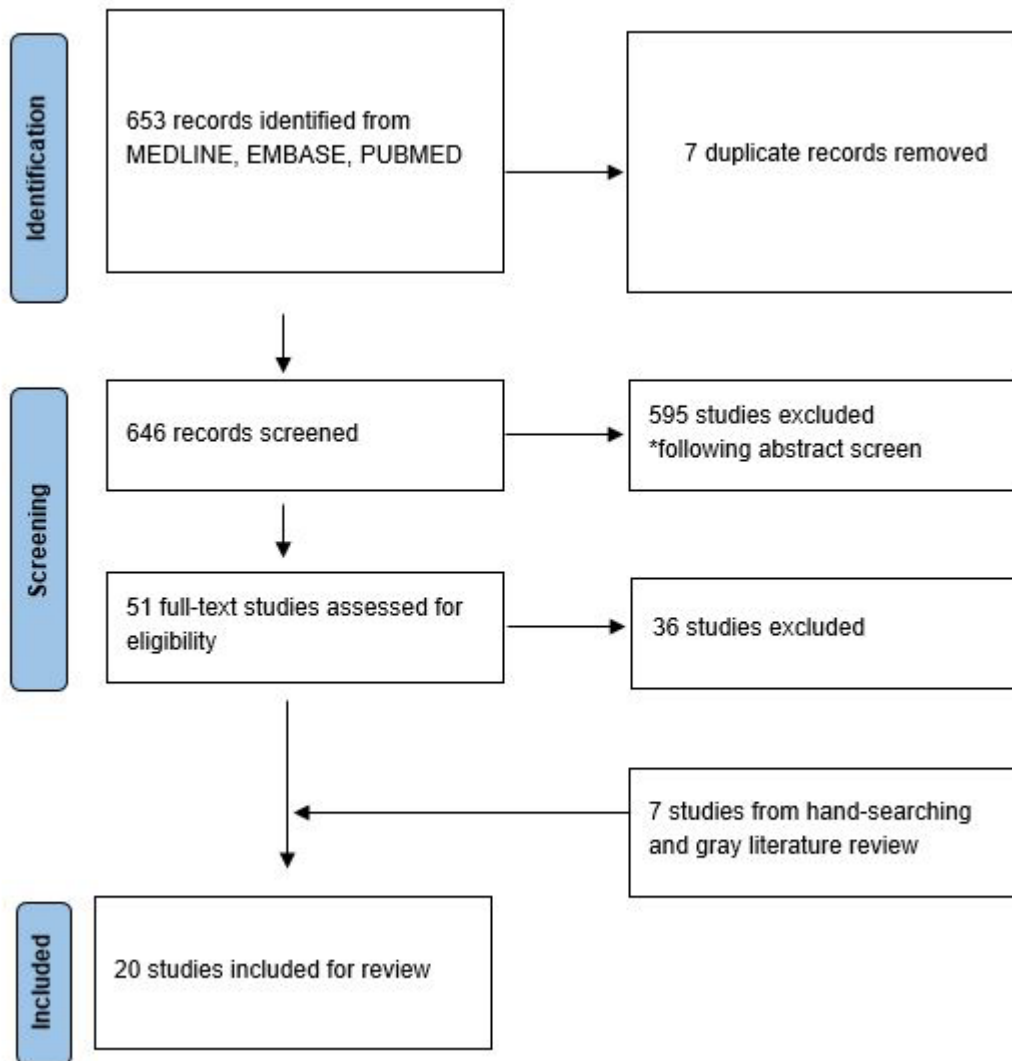 Identification
653 records identified from
MEDLINE, EMBASE, PUBMED
7 duplicate records removed
Screening
646 records screened
595 studies excluded
*following abstract screen
51 full-text studies assessed for
eligibility
36 studies excluded
7 studies from hand-searching
and gray literature review
Included
20 studies included for review